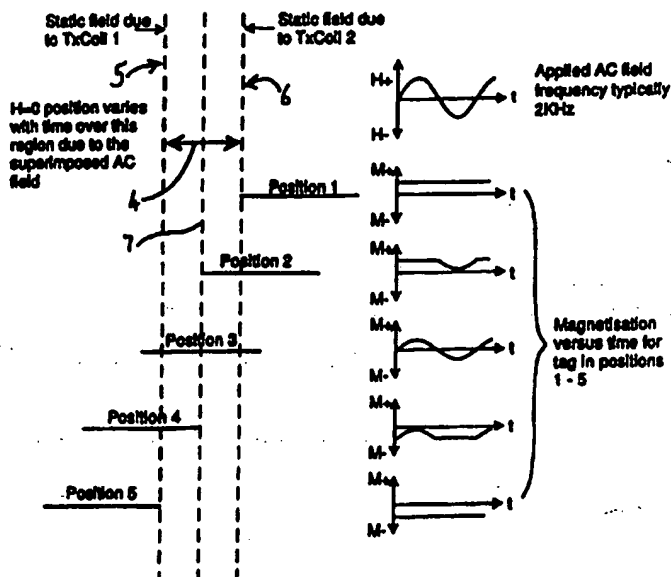 Static field due
to TxCoil 1
Static field due
to TxCoil 2
5
6
H=0 position varies
with time over this
region due to the
superimposed AC
field
4
7
H+
H-
t
Applied AC field
frequency typically
2KHz
Position 1
M+
M-
t
Position 2
M+
M-
t
Position 3
M+
M-
t
Magnetisation
versus time for
tag in positions
1 - 5
Position 4
M+
M-
t
Position 5
M+
M-
t